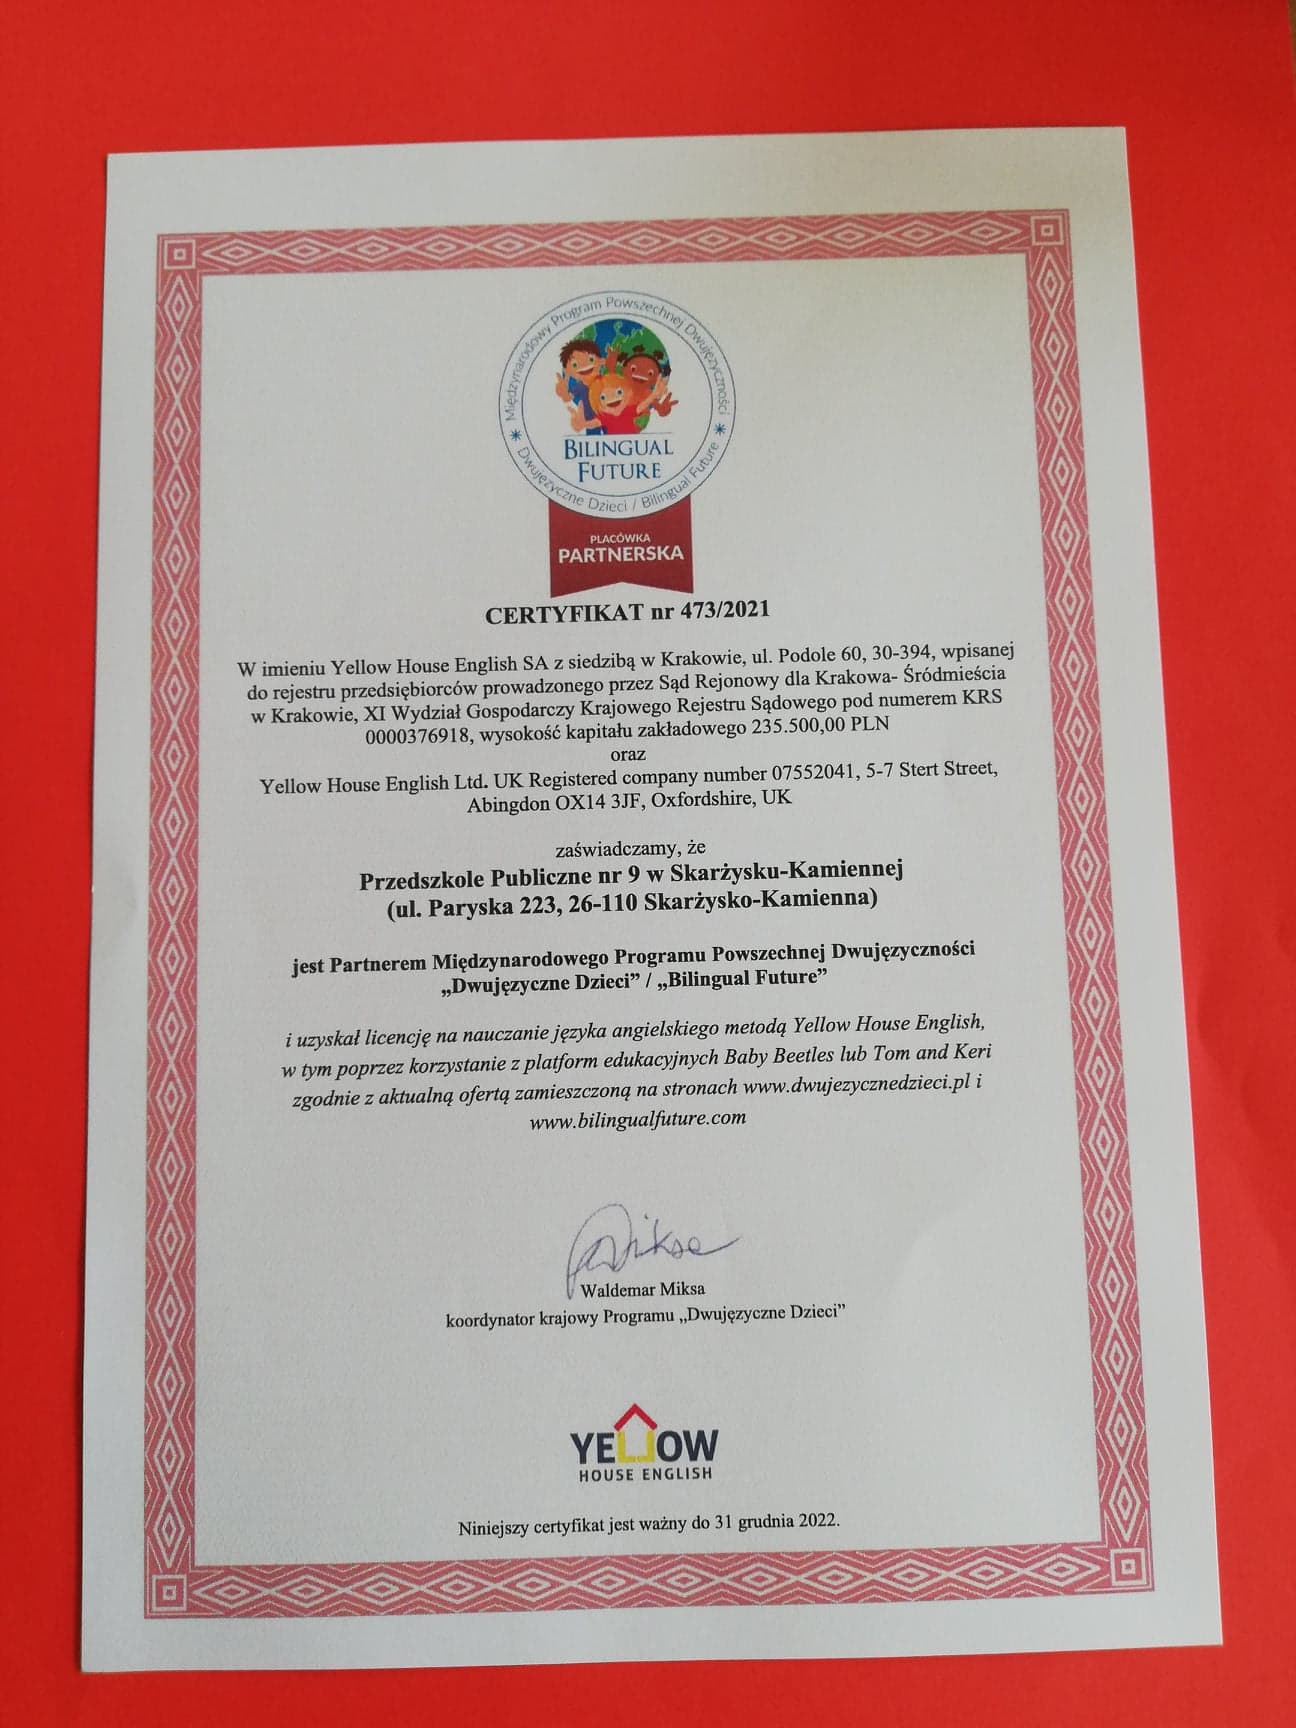 Międzynarodowy Program Powszechnej Dwujęzyczności
* Dwujęzyczne Dzieci / Bilingual Future *
BILINGUAL
FUTURE
PLACÓWKA
PARTNERSKA
CERTYFIKAT nr 473/2021
W imieniu Yellow House English SA z siedzibą w Krakowie, ul. Podole 60, 30-394, wpisanej
do rejestru przedsiębiorców prowadzonego przez Sąd Rejonowy dla Krakowa- Śródmieścia
w Krakowie, XI Wydział Gospodarczy Krajowego Rejestru Sądowego pod numerem KRS
0000376918, wysokość kapitału zakładowego 235.500,00 PLN
oraz
Yellow House English Ltd. UK Registered company number 07552041, 5-7 Stert Street,
Abingdon OX14 3JF, Oxfordshire, UK
zaświadczamy, że
Przedszkole Publiczne nr 9 w Skarżysku-Kamiennej
(ul. Paryska 223, 26-110 Skarżysko-Kamienna)
jest Partnerem Międzynarodowego Programu Powszechnej Dwujęzyczności
„Dwujęzyczne Dzieci” / „Bilingual Future”
i uzyskał licencję na nauczanie języka angielskiego metodą Yellow House English,
w tym poprzez korzystanie z platform edukacyjnych Baby Beetles lub Tom and Keri
zgodnie z aktualną ofertą zamieszczoną na stronach www.dwujezycznedzieci.pl i
www.bilingualfuture.com
Miksa
Waldemar Miksa
koordynator krajowy Programu „Dwujęzyczne Dzieci”
YELLOW
HOUSE ENGLISH
Niniejszy certyfikat jest ważny do 31 grudnia 2022.